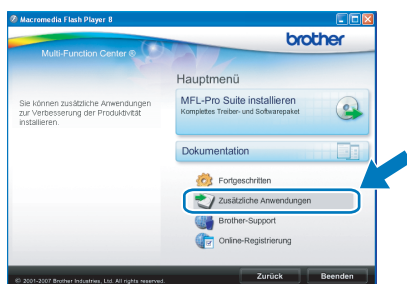 Macromedia Flash Player 8
brother
Multi-Function Center ®
Hauptmenü
Sie können zusätzliche Anwendungen
zur Verbesserung der Produktivität
installieren.
MFL-Pro Suite installieren
Komplettes Treiber- und Softwarepaket
Dokumentation
Fortgeschritten
Zusätzliche Anwendungen
Brother-Support
Online-Registrierung
© 2001-2007 Brother Industries, Ltd. All rights reserved.
Zurück
Beenden